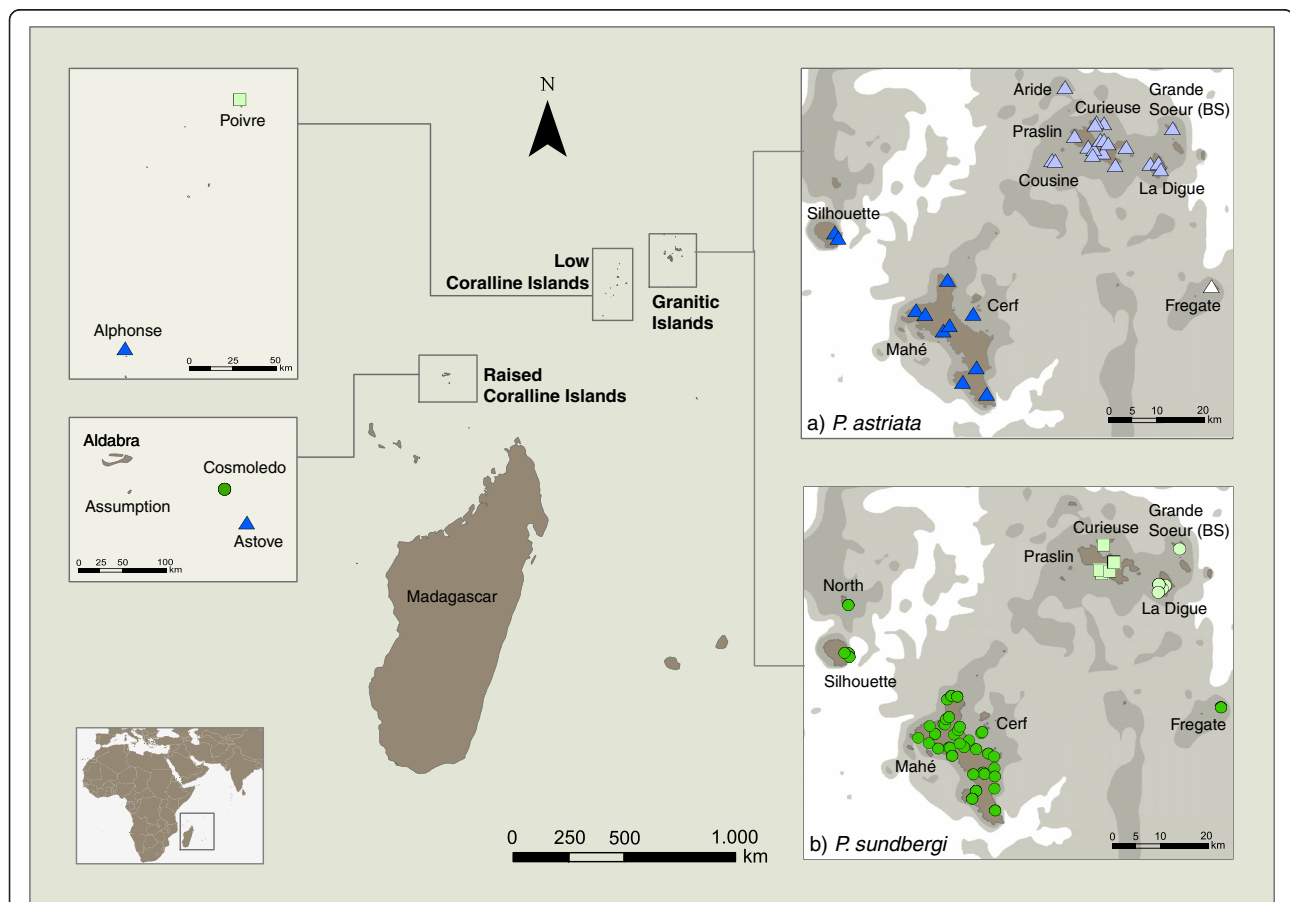 N
Poivre
Alphonse
0 25 50
km
Low
Coralline Islands
Granitic
Islands
Raised
Coralline Islands
Aldabra
Cosmoledo
Assumption
Astove
0 25 50 100
km
Madagascar
0 250 500 1.000
km
Aride
Grande
Soeur (BS)
Curieuse
Praslin
Cousine
La Digue
Silhouette
Cerf
Fregate
Mahé
0 5 10 20
km
a) P. astriata
Grande
Soeur (BS)
Curieuse
Praslin
North
La Digue
Silhouette
Cerf
Fregate
Mahé
0 5 10 20
km
b) P. sundbergi